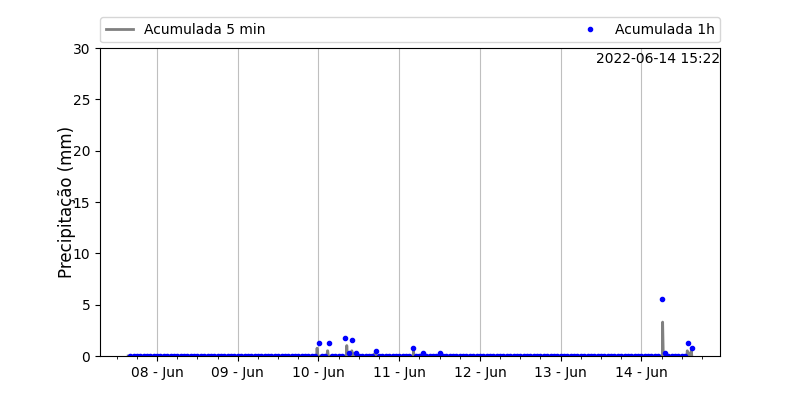 Acumulada 5 min
Acumulada 1h
2022-06-14 15:22
Precipitação (mm)
30
25
20
15
10
5
0
08 - Jun
09 - Jun
10 - Jun
11 - Jun
12 - Jun
13 - Jun
14 - Jun